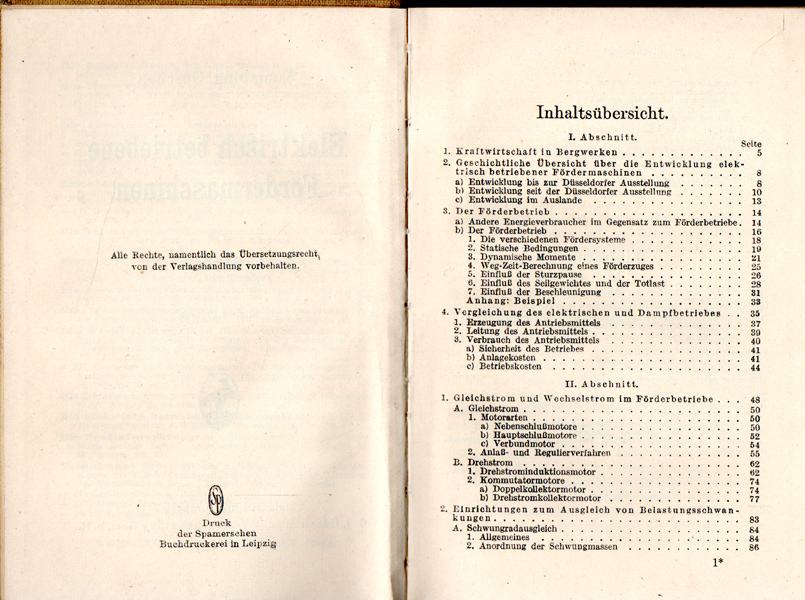 Alle Rechte, namentlich das Übersetzungsrecht,
von der Verlagshandlung vorbehalten.
Sp
Druck
der Spamerschen
Buchdruckerei in Leipzig
Inhaltsübersicht.
I. Abschnitt.
Seite
1. Kraftwirtschaft in Bergwerken . . . . . . . . . . . . 5
2. Geschichtliche Übersicht über die Entwicklung elek-
trisch betriebener Fördermaschinen . . . . . . . . . 8
a) Entwicklung bis zur Düsseldorfer Ausstellung . . . . . . . 8
b) Entwicklung seit der Düsseldorfer Ausstellung . . . . . . . 10
c) Entwicklung im Auslande . . . . . . . . . . . . . . . 13
3. Der Förderbetrieb . . . . . . . . . . . . . . . . . . 14
a) Andere Energieverbraucher im Gegensatz zum Förderbetriebe . 14
b) Der Förderbetrieb . . . . . . . . . . . . . . . . . . 16
1. Die verschiedenen Fördersysteme . . . . . . . . . . . 18
2. Statische Bedingungen . . . . . . . . . . . . . . . . 19
3. Dynamische Momente . . . . . . . . . . . . . . . . 21
4. Weg-Zeit-Berechnung eines Förderzuges . . . . . . . . . 25
5. Einfluß der Sturzpause . . . . . . . . . . . . . . . . 26
6. Einfluß des Seilgewichtes und der Totlast . . . . . . . . 28
7. Einfluß der Beschleunigung . . . . . . . . . . . . . . 31
Anhang: Beispiel . . . . . . . . . . . . . . . . . . 33
4. Vergleichung des elektrischen und Dampfbetriebes . . 35
1. Erzeugung des Antriebsmittels . . . . . . . . . . . . . 37
2. Leitung des Antriebsmittels . . . . . . . . . . . . . . 39
3. Verbrauch des Antriebsmittels . . . . . . . . . . . . . 40
a) Sicherheit des Betriebes . . . . . . . . . . . . . . . 41
b) Anlagekosten . . . . . . . . . . . . . . . . . . . . 41
c) Betriebskosten . . . . . . . . . . . . . . . . . . . 44
II. Abschnitt.
1. Gleichstrom und Wechselstrom im Förderbetriebe . . . 48
A. Gleichstrom . . . . . . . . . . . . . . . . . . . . . 50
1. Motorarten . . . . . . . . . . . . . . . . . . . . . 50
a) Nebenschlußmotore . . . . . . . . . . . . . . . . . 50
b) Hauptschlußmotore . . . . . . . . . . . . . . . . . 52
c) Verbundmotor . . . . . . . . . . . . . . . . . . . 54
2. Anlaß- und Regulierverfahren . . . . . . . . . . . . . 55
B. Drehstrom . . . . . . . . . . . . . . . . . . . . . . 62
1. Drehstrominduktionsmotor . . . . . . . . . . . . . . . 62
2. Kommutatormotore . . . . . . . . . . . . . . . . . . 74
a) Doppelkollektormotor . . . . . . . . . . . . . . . . 74
b) Drehstromkollektormotor . . . . . . . . . . . . . . . 77
2. Einrichtungen zum Ausgleich von Belastungsschwan-
kungen . . . . . . . . . . . . . . . . . . . . . . . 83
A. Schwungradausgleich . . . . . . . . . . . . . . . . . . 84
1. Allgemeines . . . . . . . . . . . . . . . . . . . . . 84
2. Anordnung der Schwungmassen . . . . . . . . . . . . . 86
1*